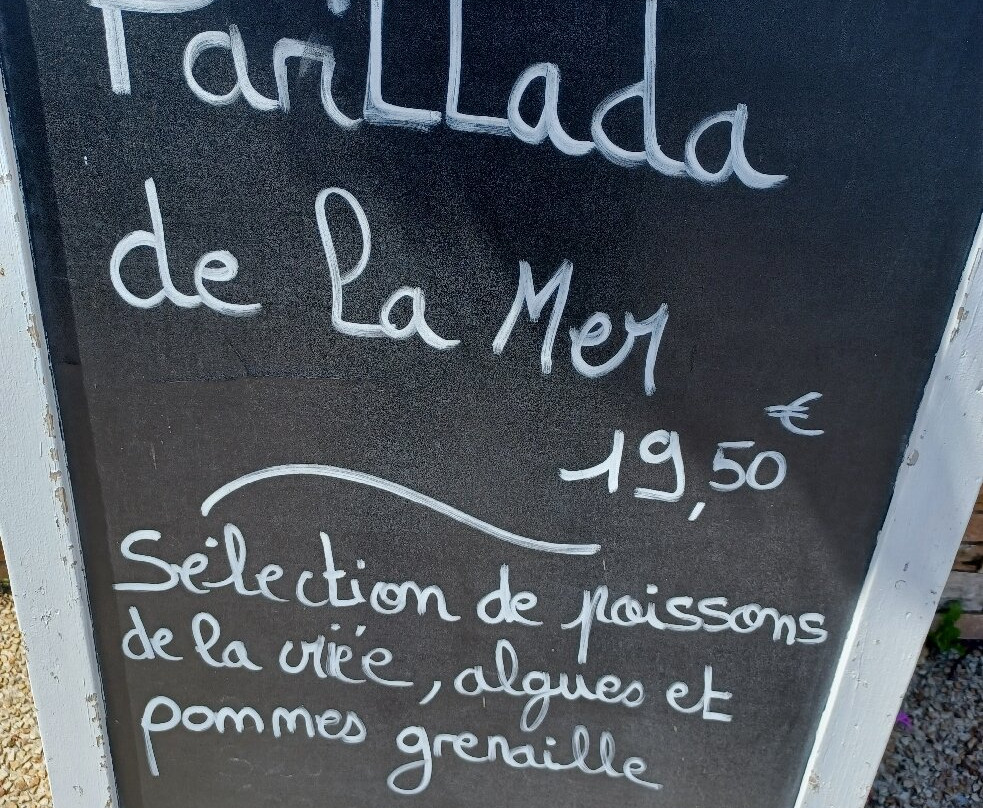 Parillada
de la Mer
19,50 €
Sélection de poissons
de la criée, algues et
pommes grenaille